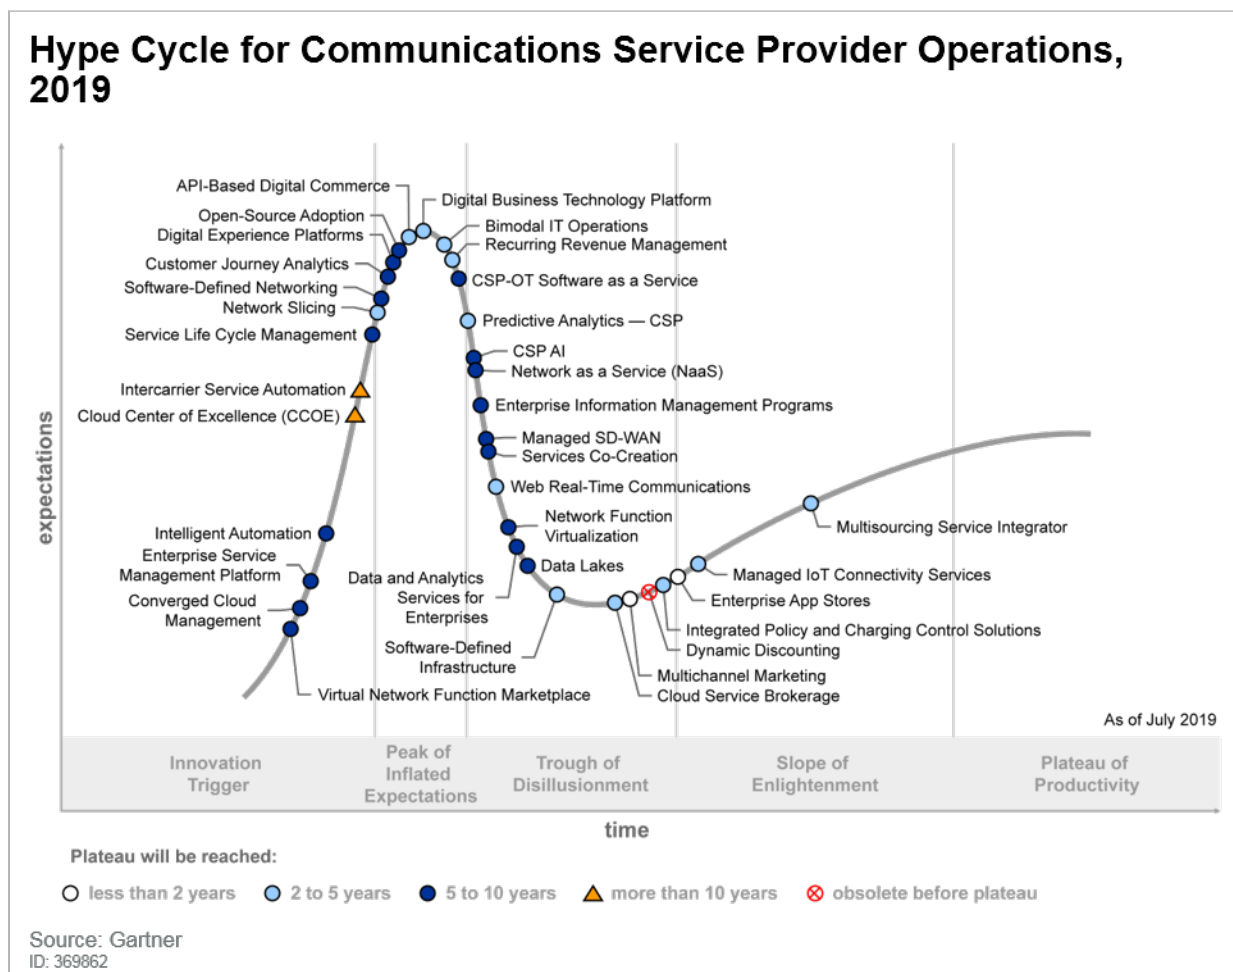 Hype Cycle for Communications Service Provider Operations,
2019
API-Based Digital Commerce
Digital Business Technology Platform
Open-Source Adoption
Bimodal IT Operations
Digital Experience Platforms
Recurring Revenue Management
Customer Journey Analytics
CSP-OT Software as a Service
Software-Defined Networking
Network Slicing
Predictive Analytics — CSP
Service Life Cycle Management
CSP AI
Network as a Service (NaaS)
Intercarrier Service Automation
Enterprise Information Management Programs
Cloud Center of Excellence (CCOE)
Managed SD-WAN
Services Co-Creation
Web Real-Time Communications
Network Function
Virtualization
Intelligent Automation
Enterprise Service
Management Platform
Data Lakes
Data and Analytics
Services for
Enterprises
Converged Cloud
Management
Software-Defined
Infrastructure
Virtual Network Function Marketplace
Multisourcing Service Integrator
Managed IoT Connectivity Services
Enterprise App Stores
Integrated Policy and Charging Control Solutions
Dynamic Discounting
Multichannel Marketing
Cloud Service Brokerage
expectations
As of July 2019
Innovation
Trigger
Peak of
Inflated
Expectations
Trough of
Disillusionment
Slope of
Enlightenment
Plateau of
Productivity
time
Plateau will be reached:
less than 2 years
2 to 5 years
5 to 10 years
more than 10 years
obsolete before plateau
Source: Gartner
ID: 369862